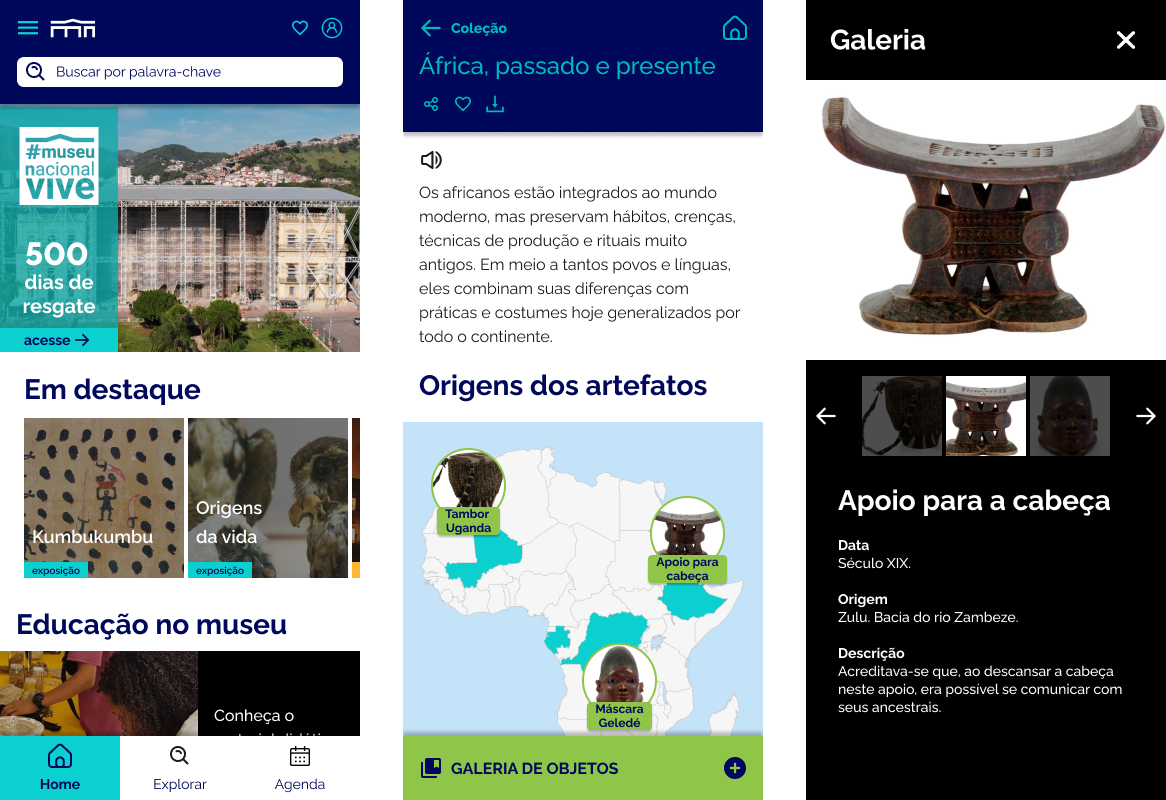 Buscar por palavra-chave
#museu
nacional
vive
500
dias de
resgate
acesse
Em destaque
Kumbukumbu
exposição
Origens
da vida
exposição
Educação no museu
Conheça o
Home
Explorar
Agenda
Coleção
África, passado e presente
Os africanos estão integrados ao mundo
moderno, mas preservam hábitos, crenças,
técnicas de produção e rituais muito
antigos. Em meio a tantos povos e línguas,
eles combinam suas diferenças com
práticas e costumes hoje generalizados por
todo o continente.
Origens dos artefatos
Tambor
Uganda
Apoio para
cabeça
Máscara
Geledé
GALERIA DE OBJETOS
Galeria
Apoio para a cabeça
Data
Século XIX.
Origem
Zulu. Bacia do rio Zambeze.
Descrição
Acreditava-se que, ao descansar a cabeça
neste apoio, era possível se comunicar com
seus ancestrais.